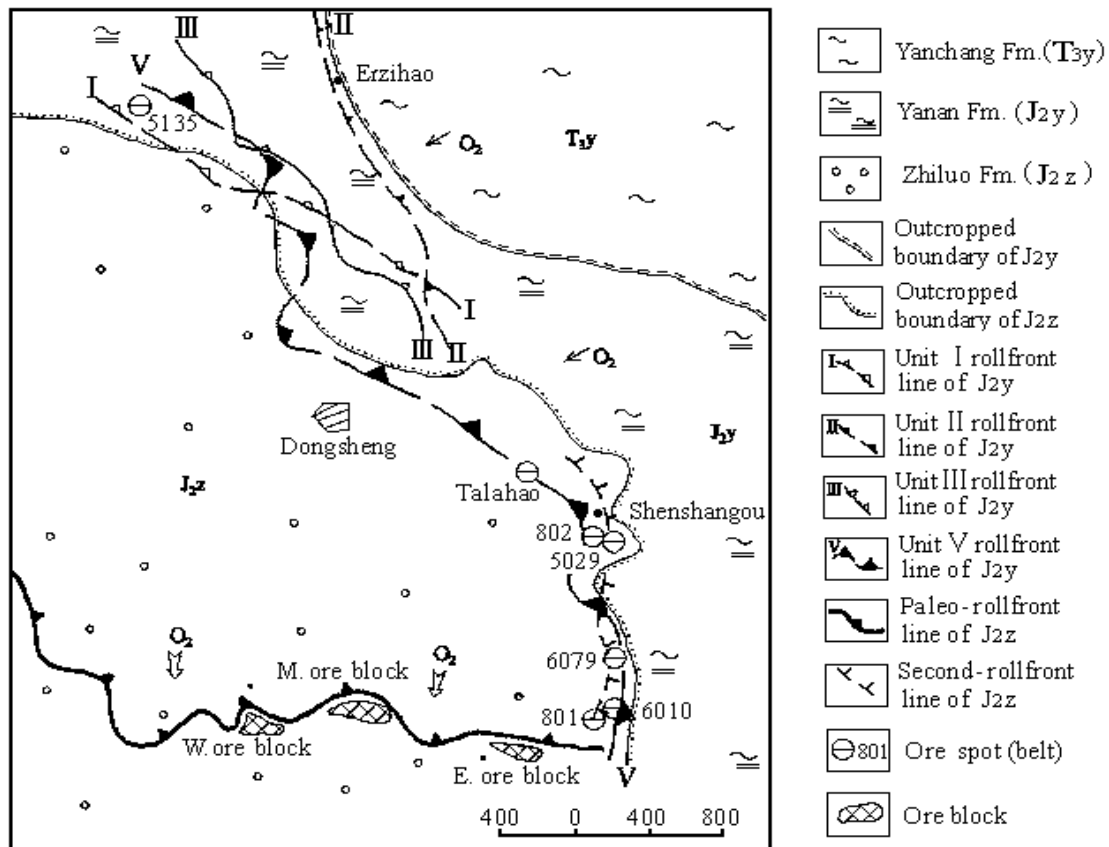 III
II
V
Erzihao
I
5135
O₂
T₃y
I
III
II
O₂
Dongsheng
J₂y
Talahao
J₂z
Shenshangou
802
5029
O₂
O₂
6079
M. ore block
6010
801
W. ore block
E. ore block
V
400 0 400 800
Yanchang Fm.(T3y)
Yanan Fm. (J2y)
Zhiluo Fm. (J2 z)
Outcropped
boundary of J2y
Outcropped
boundary of J2z
I
Unit I rollfront
line of J2y
II
Unit II rollfront
line of J2y
III
Unit III rollfront
line of J2y
V
Unit V rollfront
line of J2y
Paleo-rollfront
line of J2z
Second-rollfront
line of J2z
801
Ore spot (belt)
Ore block